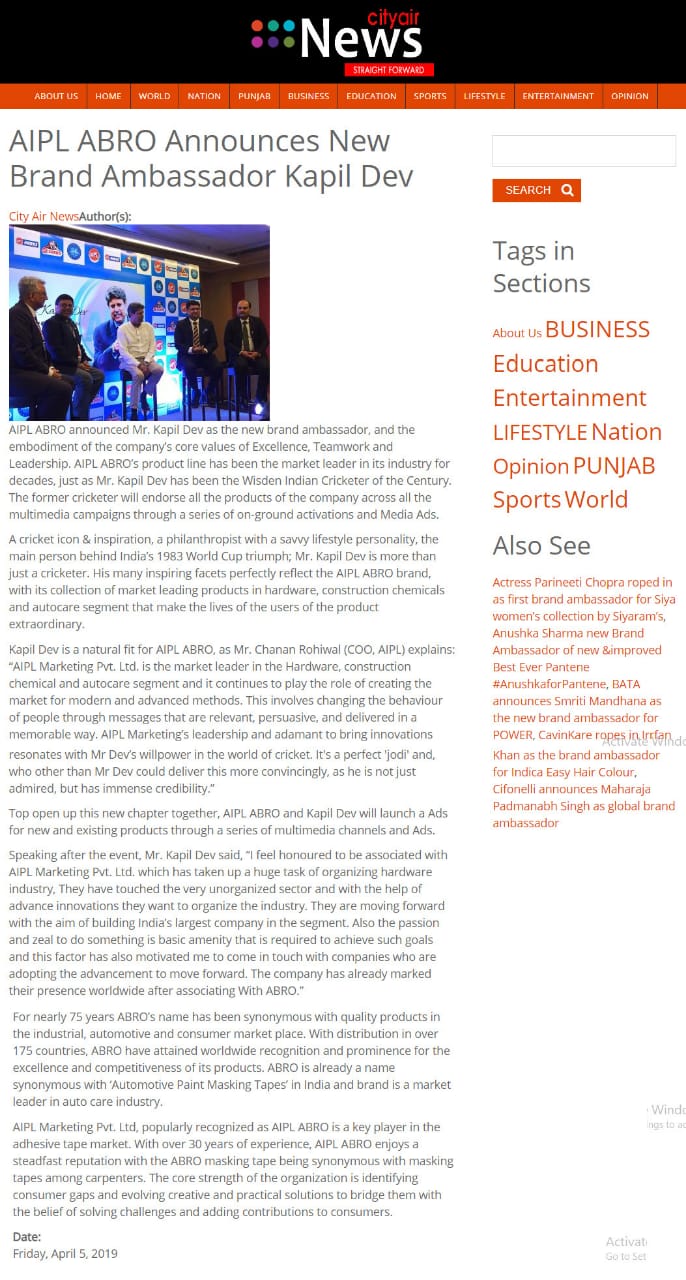 cityair
News
STRAIGHT FORWARD
ABOUT US HOME WORLD NATION PUNJAB BUSINESS EDUCATION SPORTS LIFESTYLE ENTERTAINMENT OPINION
AIPL ABRO Announces New
Brand Ambassador Kapil Dev
City Air NewsAuthor(s):
AIPL ABRO announced Mr. Kapil Dev as the new brand ambassador, and the
embodiment of the company's core values of Excellence, Teamwork and
Leadership. AIPL ABRO's product line has been the market leader in its industry for
decades, just as Mr. Kapil Dev has been the Wisden Indian Cricketer of the Century.
The former cricketer will endorse all the products of the company across all the
multimedia campaigns through a series of on-ground activations and Media Ads.
A cricket icon & inspiration, a philanthropist with a savvy lifestyle personality, the
main person behind India's 1983 World Cup triumph; Mr. Kapil Dev is more than
just a cricketer. His many inspiring facets perfectly reflect the AIPL ABRO brand,
with its collection of market leading products in hardware, construction chemicals
and autocare segment that make the lives of the users of the product
extraordinary.
Kapil Dev is a natural fit for AIPL ABRO, as Mr. Chanan Rohiwal (COO, AIPL) explains:
“AIPL Marketing Pvt. Ltd. is the market leader in the Hardware, construction
chemical and autocare segment and it continues to play the role of creating the
market for modern and advanced methods. This involves changing the behaviour
of people through messages that are relevant, persuasive, and delivered in a
memorable way. AIPL Marketing's leadership and adamant to bring innovations
resonates with Mr Dev's willpower in the world of cricket. It's a perfect 'jodi' and,
who other than Mr Dev could deliver this more convincingly, as he is not just
admired, but has immense credibility.”
Top open up this new chapter together, AIPL ABRO and Kapil Dev will launch a Ads
for new and existing products through a series of multimedia channels and Ads.
Speaking after the event, Mr. Kapil Dev said, “I feel honoured to be associated with
AIPL Marketing Pvt. Ltd. which has taken up a huge task of organizing hardware
industry, They have touched the very unorganized sector and with the help of
advance innovations they want to organize the industry. They are moving forward
with the aim of building India's largest company in the segment. Also the passion
and zeal to do something is basic amenity that is required to achieve such goals
and this factor has also motivated me to come in touch with companies who are
adopting the advancement to move forward. The company has already marked
their presence worldwide after associating With ABRO.”
For nearly 75 years ABRO's name has been synonymous with quality products in
the industrial, automotive and consumer market place. With distribution in over
175 countries, ABRO have attained worldwide recognition and prominence for the
excellence and competitiveness of its products. ABRO is already a name
synonymous with 'Automotive Paint Masking Tapes' in India and brand is a market
leader in auto care industry.
AIPL Marketing Pvt. Ltd, popularly recognized as AIPL ABRO is a key player in the
adhesive tape market. With over 30 years of experience, AIPL ABRO enjoys a
steadfast reputation with the ABRO masking tape being synonymous with masking
tapes among carpenters. The core strength of the organization is identifying
consumer gaps and evolving creative and practical solutions to bridge them with
the belief of solving challenges and adding contributions to consumers.
Date:
Friday, April 5, 2019
SEARCH
Tags in
Sections
About Us BUSINESS
Education
Entertainment
LIFESTYLE Nation
Opinion PUNJAB
Sports World
Also See
Actress Parineeti Chopra roped in
as first brand ambassador for Siya
women's collection by Siyaram's,
Anushka Sharma new Brand
Ambassador of new &improved
Best Ever Pantene
#AnushkaforPantene, BATA
announces Smriti Mandhana as
the new brand ambassador for
POWER, CavinKare ropes in Irrfan
Khan as the brand ambassador
for Indica Easy Hair Colour,
Cifonelli announces Maharaja
Padmanabh Singh as global brand
ambassador
Activate Windo
Windo
ings to ac
Activat
Go to Set